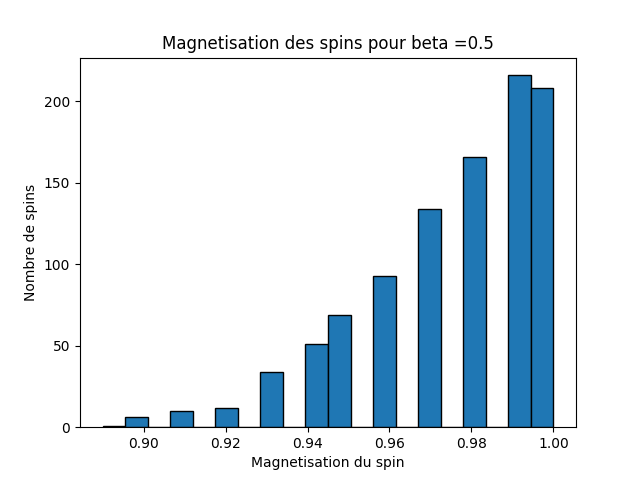 Magnetisation des spins pour beta =0.5
Nombre de spins
200
150
100
50
0
0.90 0.92 0.94 0.96 0.98 1.00
Magnetisation du spin